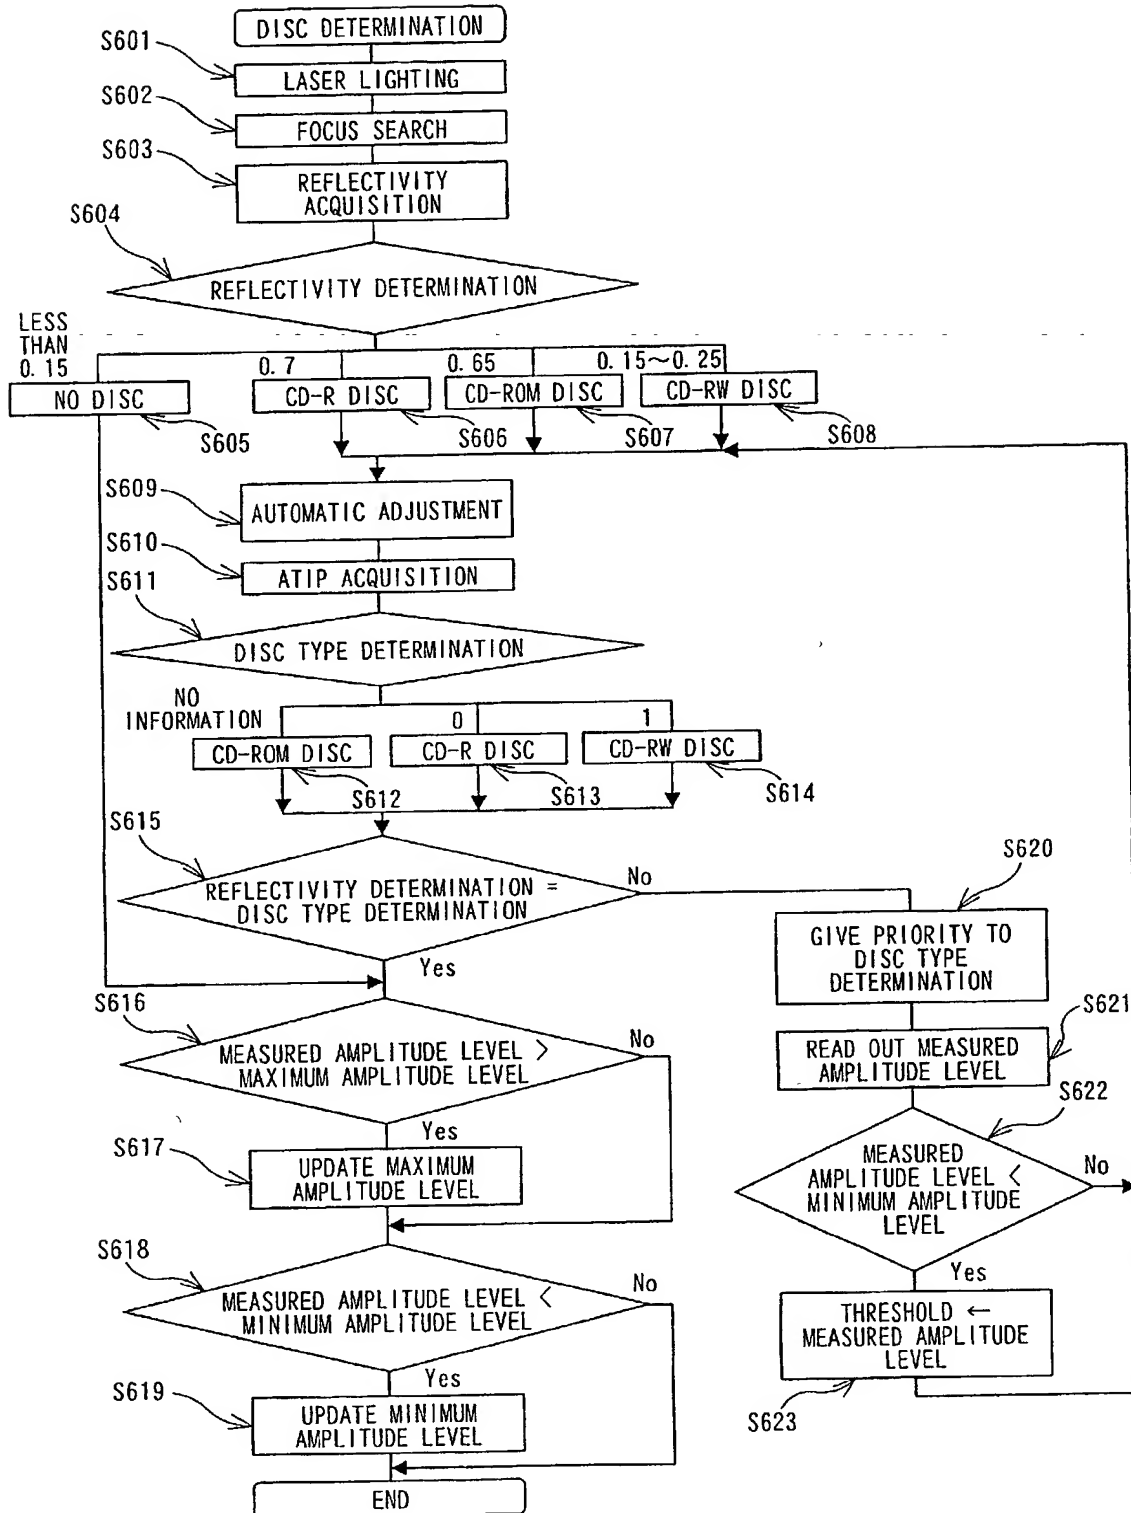 DISC DETERMINATION
S601
LASER LIGHTING
S602
FOCUS SEARCH
S603
REFLECTIVITY
ACQUISITION
S604
REFLECTIVITY DETERMINATION
LESS
THAN
0.15
0.7
0.65
0.15~0.25
NO DISC
CD-R DISC
CD-ROM DISC
CD-RW DISC
S605
S606
S607
S608
S609
AUTOMATIC ADJUSTMENT
S610
ATIP ACQUISITION
S611
DISC TYPE DETERMINATION
NO
INFORMATION
0
1
CD-ROM DISC
CD-R DISC
CD-RW DISC
S612
S613
S614
S615
REFLECTIVITY DETERMINATION =
DISC TYPE DETERMINATION
No
Yes
S620
GIVE PRIORITY TO
DISC TYPE
DETERMINATION
S616
MEASURED AMPLITUDE LEVEL >
MAXIMUM AMPLITUDE LEVEL
No
Yes
S621
READ OUT MEASURED
AMPLITUDE LEVEL
S617
UPDATE MAXIMUM
AMPLITUDE LEVEL
S622
MEASURED
AMPLITUDE LEVEL <
MINIMUM AMPLITUDE
LEVEL
No
Yes
S618
MEASURED AMPLITUDE LEVEL <
MINIMUM AMPLITUDE LEVEL
No
Yes
THRESHOLD ←
MEASURED AMPLITUDE
LEVEL
S623
S619
UPDATE MINIMUM
AMPLITUDE LEVEL
END